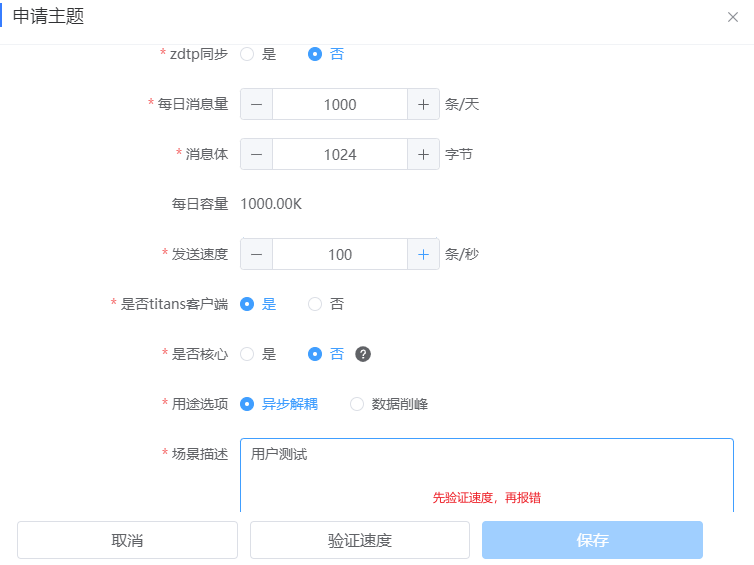 申请主题
* zdtp同步 是 否
* 每日消息量 1000 条/天
* 消息体 1024 字节
每日容量 1000.00K
* 发送速度 100 条/秒
* 是否titans客户端 是 否
* 是否核心 是 否 ?
* 用途选项 异步解耦 数据削峰
* 场景描述 用户测试
先验证速度，再报错
取消 验证速度 保存